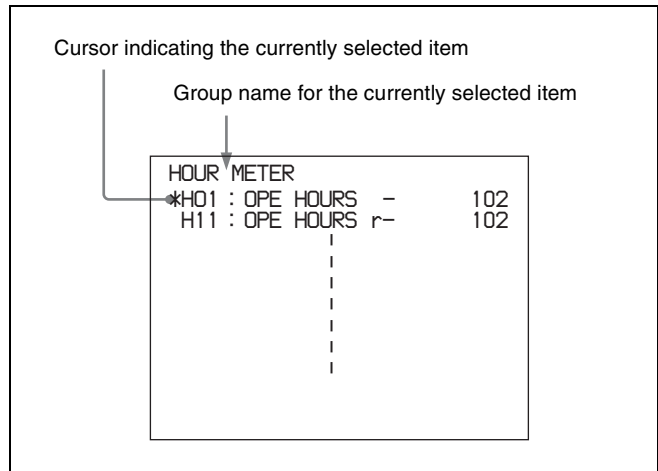 Cursor indicating the currently selected item
Group name for the currently selected item
HOUR METER
*H01 : OPE HOURS - 102
H11 : OPE HOURS r- 102